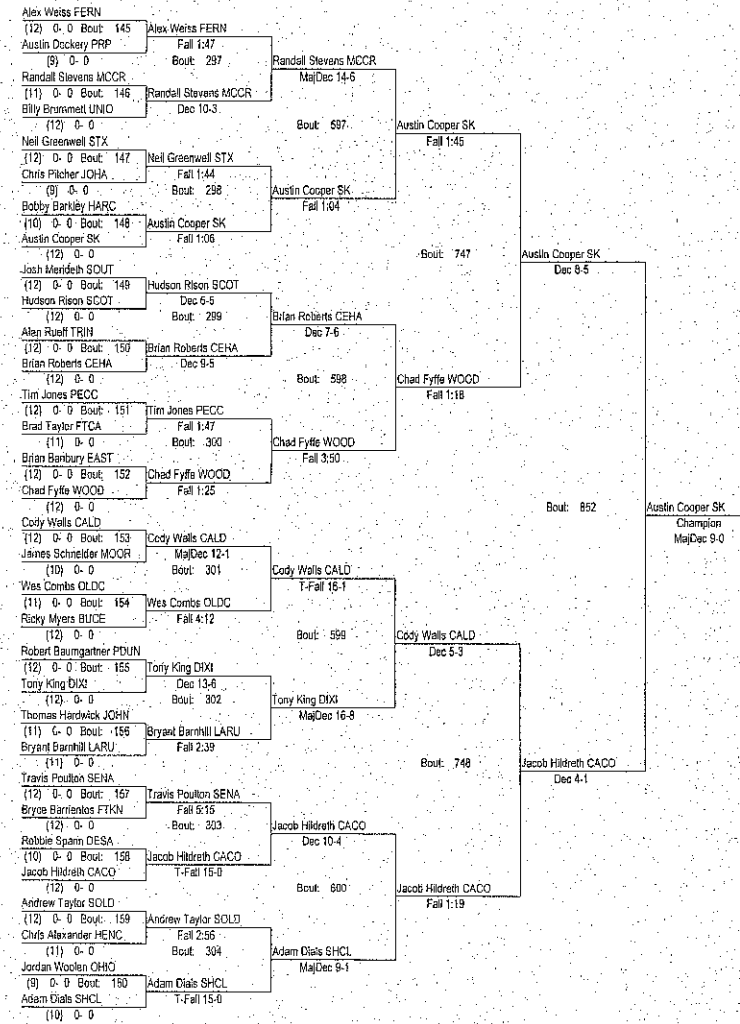 Alex Weiss FERN
(12) 0- 0 Bout: 145 Alex Weiss FERN
Austin Dockery PRP Fall 1:47
(9) 0- 0 Bout: 297 Randall Stevens MCCR
Randall Stevens MCCR MajDec 14-6
(11) 0- 0 Bout: 146 Randall Stevens MCCR
Billy Brummett UNIO Dec 10-3
(12) 0- 0 Bout: 597 Austin Cooper SK
Neil Greenwell STX Fall 1:45
(12) 0- 0 Bout: 147 Neil Greenwell STX
Chris Pitcher JOHA Fall 1:44
(9) 0- 0 Bout: 298 Austin Cooper SK
Bobby Barkley HARC Fall 1:04
(10) 0- 0 Bout: 148 Austin Cooper SK
Austin Cooper SK Fall 1:06
(12) 0- 0 Bout: 747 Austin Cooper SK
Josh Merideth SOUT Dec 8-5
(12) 0- 0 Bout: 149 Hudson Rison SCOT
Hudson Rison SCOT Dec 6-5
(12) 0- 0 Bout: 299 Brian Roberts CEHA
Alan Rueff TRIN Dec 7-6
(12) 0- 0 Bout: 150 Brian Roberts CEHA
Brian Roberts CEHA Dec 9-5
(12) 0- 0 Bout: 598 Chad Fyffe WOOD
Tim Jones PECC Fall 1:18
(12) 0- 0 Bout: 151 Tim Jones PECC
Brad Taylor FTCA Fall 1:47
(11) 0- 0 Bout: 300 Chad Fyffe WOOD
Brian Banbury EAST Fall 3:50
(12) 0- 0 Bout: 152 Chad Fyffe WOOD
Chad Fyffe WOOD Fall 1:25
(12) 0- 0 Bout: 852 Austin Cooper SK
Champion
MajDec 9-0
Cody Walls CALD
(12) 0- 0 Bout: 153 Cody Walls CALD
James Schneider MOOR MajDec 12-1
(10) 0- 0 Bout: 301 Cody Walls CALD
Wes Combs OLDC T-Fall 16-1
(11) 0- 0 Bout: 154 Wes Combs OLDC
Ricky Myers BUCE Fall 4:12
(12) 0- 0 Bout: 599 Cody Walls CALD
Robert Baumgartner PDUN Dec 5-3
(12) 0- 0 Bout: 155 Tony King DIXI
Tony King DIXI Dec 13-6
(12) 0- 0 Bout: 302 Tony King DIXI
Thomas Hardwick JOHN MajDec 16-8
(11) 0- 0 Bout: 156 Bryant Barnhill LARU
Bryant Barnhill LARU Fall 2:39
(11) 0- 0 Bout: 748 Jacob Hildreth CACO
Travis Poulton SENA Dec 4-1
(12) 0- 0 Bout: 157 Travis Poulton SENA
Bryce Barrientos FTKN Fall 5:15
(12) 0- 0 Bout: 303 Jacob Hildreth CACO
Robbie Spann DESA Dec 10-4
(10) 0- 0 Bout: 158 Jacob Hildreth CACO
Jacob Hildreth CACO T-Fall 15-0
(12) 0- 0 Bout: 600 Jacob Hildreth CACO
Andrew Taylor SOLD Fall 1:19
(12) 0- 0 Bout: 159 Andrew Taylor SOLD
Chris Alexander HENC Fall 2:56
(11) 0- 0 Bout: 304 Adam Dials SHCL
Jordan Woolen OHIO MajDec 9-1
(9) 0- 0 Bout: 160 Adam Dials SHCL
Adam Dials SHCL T-Fall 15-0
(10) 0- 0